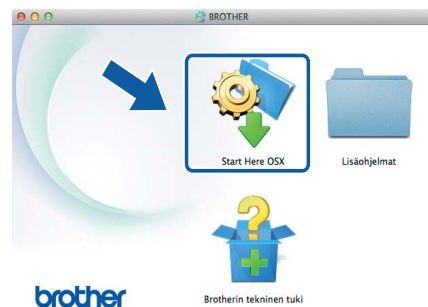 BROTHER
Start Here OSX
Lisäohjelmat
Brotherin tekninen tuki
brother